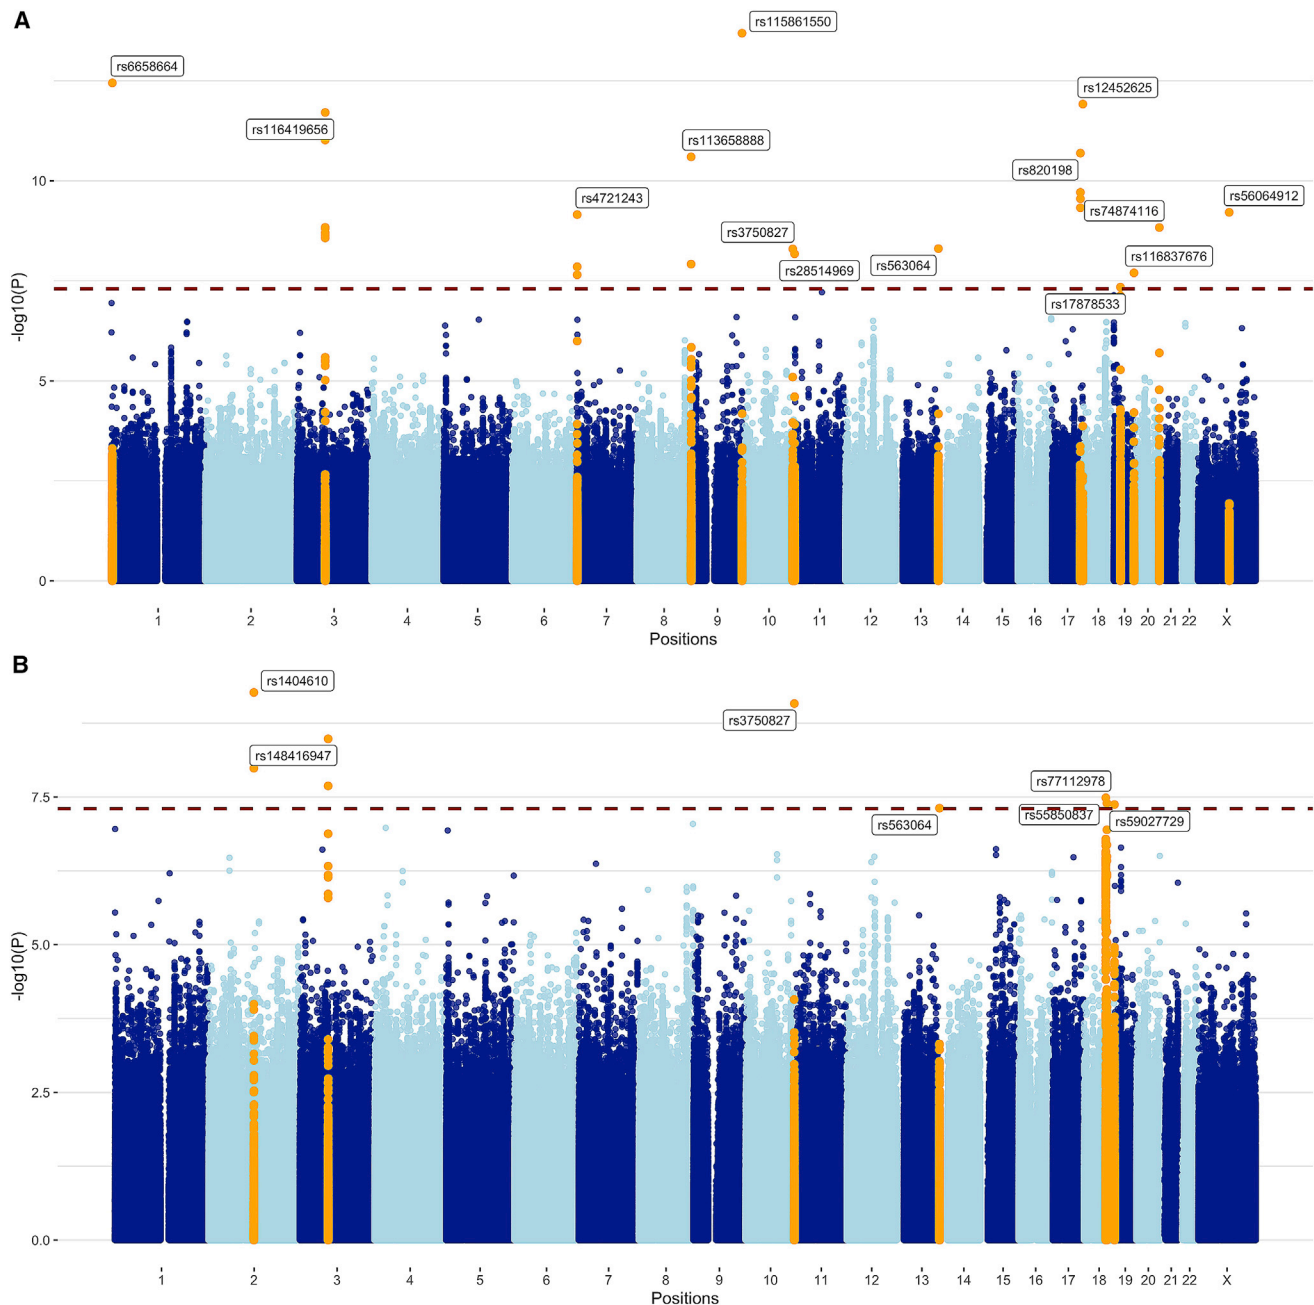 A
rs115861550
rs6658664
rs12452625
rs116419656
rs113658888
rs820198
rs4721243
rs56064912
rs74874116
rs3750827
rs116837676
rs563064
rs28514969
rs17878533
10
5
0
-log10(P)
1 2 3 4 5 6 7 8 9 10 11 12 13 14 15 16 17 18 19 20 21 22 X
Positions
B
rs1404610
rs3750827
rs148416947
rs77112978
rs55850837
rs59027729
rs563064
7.5
5.0
2.5
0.0
-log10(P)
1 2 3 4 5 6 7 8 9 10 11 12 13 14 15 16 17 18 19 20 21 22 X
Positions